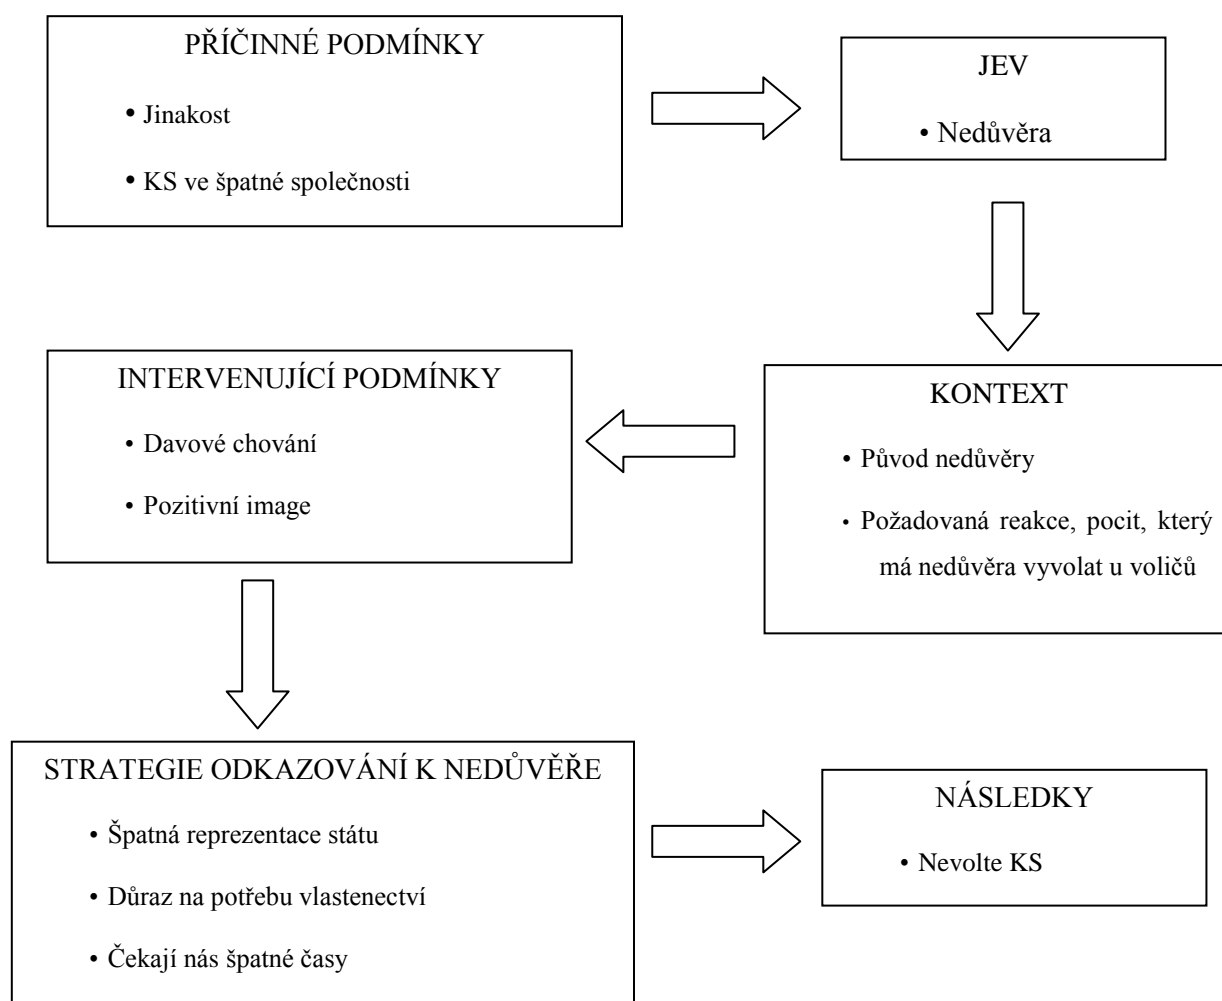 PŘÍČINNÉ PODMÍNKY
• Jinakost
• KS ve špatné společnosti
JEV
• Nedůvěra
KONTEXT
• Původ nedůvěry
• Požadovaná reakce, pocit, který
má nedůvěra vyvolat u voličů
INTERVENUJÍCÍ PODMÍNKY
• Davové chování
• Pozitivní image
STRATEGIE ODKAZOVÁNÍ K NEDŮVĚŘE
• Špatná reprezentace státu
• Důraz na potřebu vlastenectví
• Čekají nás špatné časy
NÁSLEDKY
• Nevolte KS